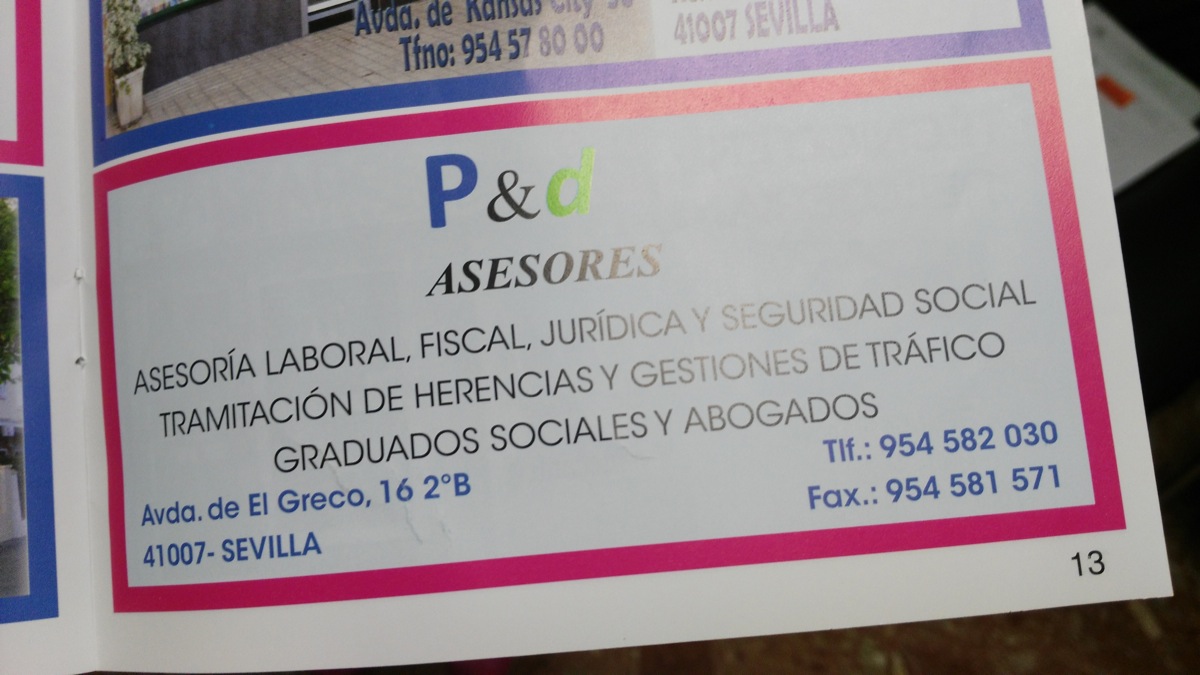 Avda. de Kansas City
Tfno: 954 57 80 00
41007 SEVILLA
P&d
ASESORES
ASESORÍA LABORAL, FISCAL, JURÍDICA Y SEGURIDAD SOCIAL
TRAMITACIÓN DE HERENCIAS Y GESTIONES DE TRÁFICO
GRADUADOS SOCIALES Y ABOGADOS
Avda. de El Greco, 16 2°B
41007- SEVILLA
Tlf.: 954 582 030
Fax.: 954 581 571
13